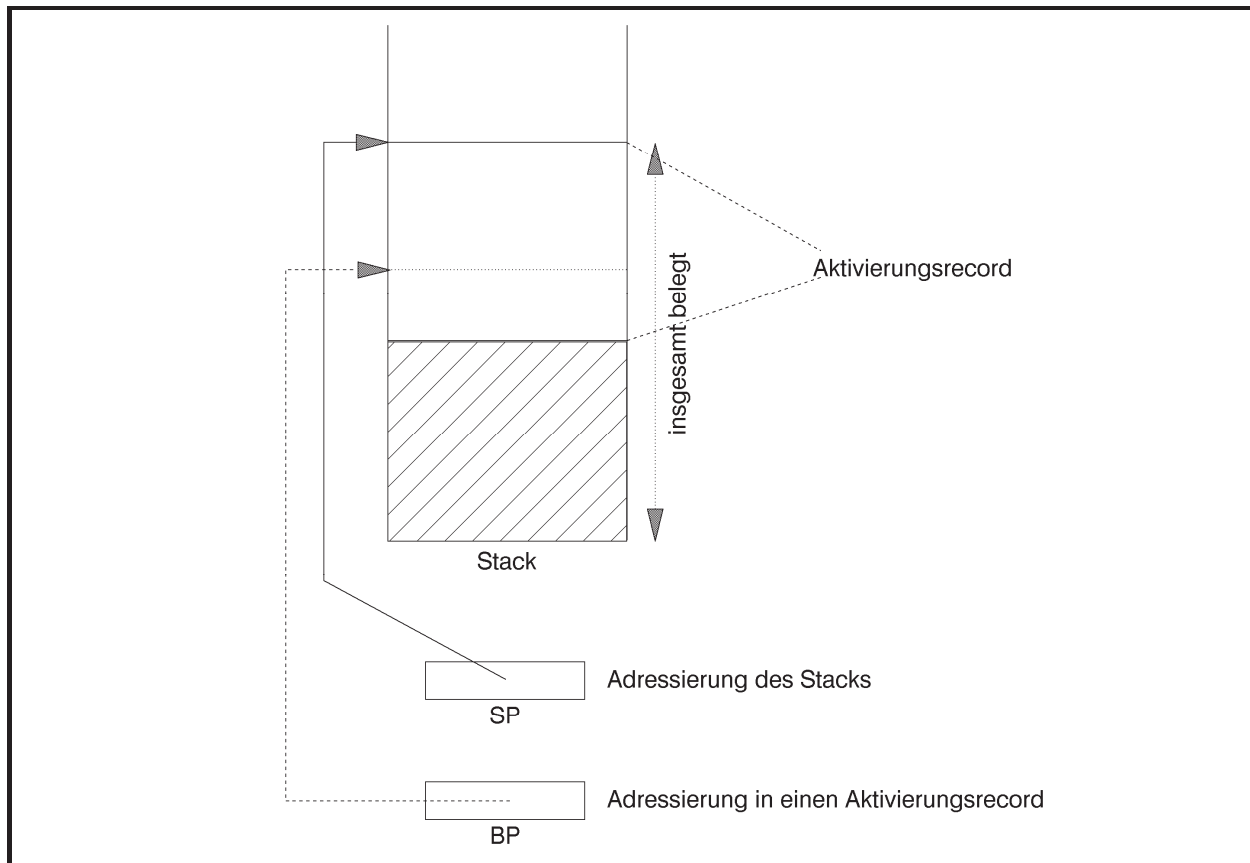 Aktivierungsrecord
insgesamt belegt
Stack
Adressierung des Stacks
SP
Adressierung in einen Aktivierungsrecord
BP